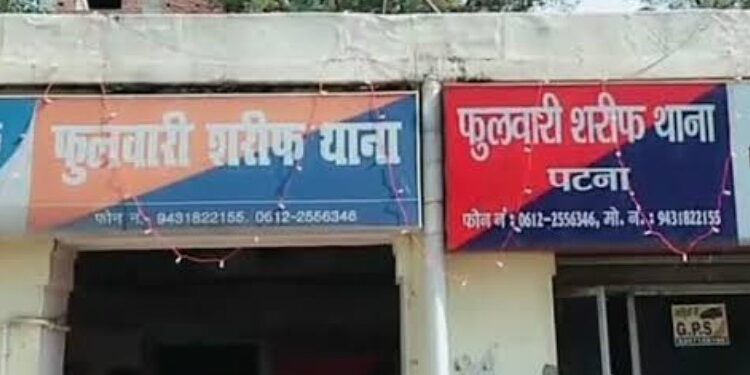 फुलवारी शरीफ थाना
फोन नं.: 9431822155. 0612-2556346
फुलवारी शरीफ थाना
पटना
फोन नं : 0612-2556346, मो. नं. : 9431822155
G.P.S